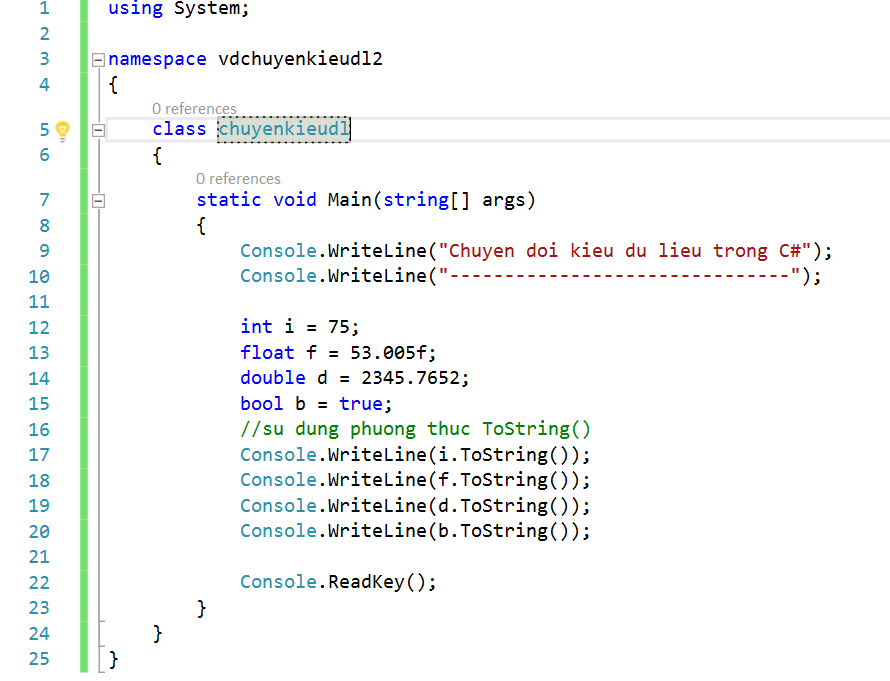 1 using System;
2
3 namespace vdchuyenkieudl2
4 {
0 references
5 class chuyenkieudl
6 {
0 references
7 static void Main(string[] args)
8 {
9 Console.WriteLine("Chuyen doi kieu du lieu trong C#");
10 Console.WriteLine("-------------------------------");
11
12 int i = 75;
13 float f = 53.005f;
14 double d = 2345.7652;
15 bool b = true;
16 //su dung phuong thuc ToString()
17 Console.WriteLine(i.ToString());
18 Console.WriteLine(f.ToString());
19 Console.WriteLine(d.ToString());
20 Console.WriteLine(b.ToString());
21
22 Console.ReadKey();
23 }
24 }
25 }